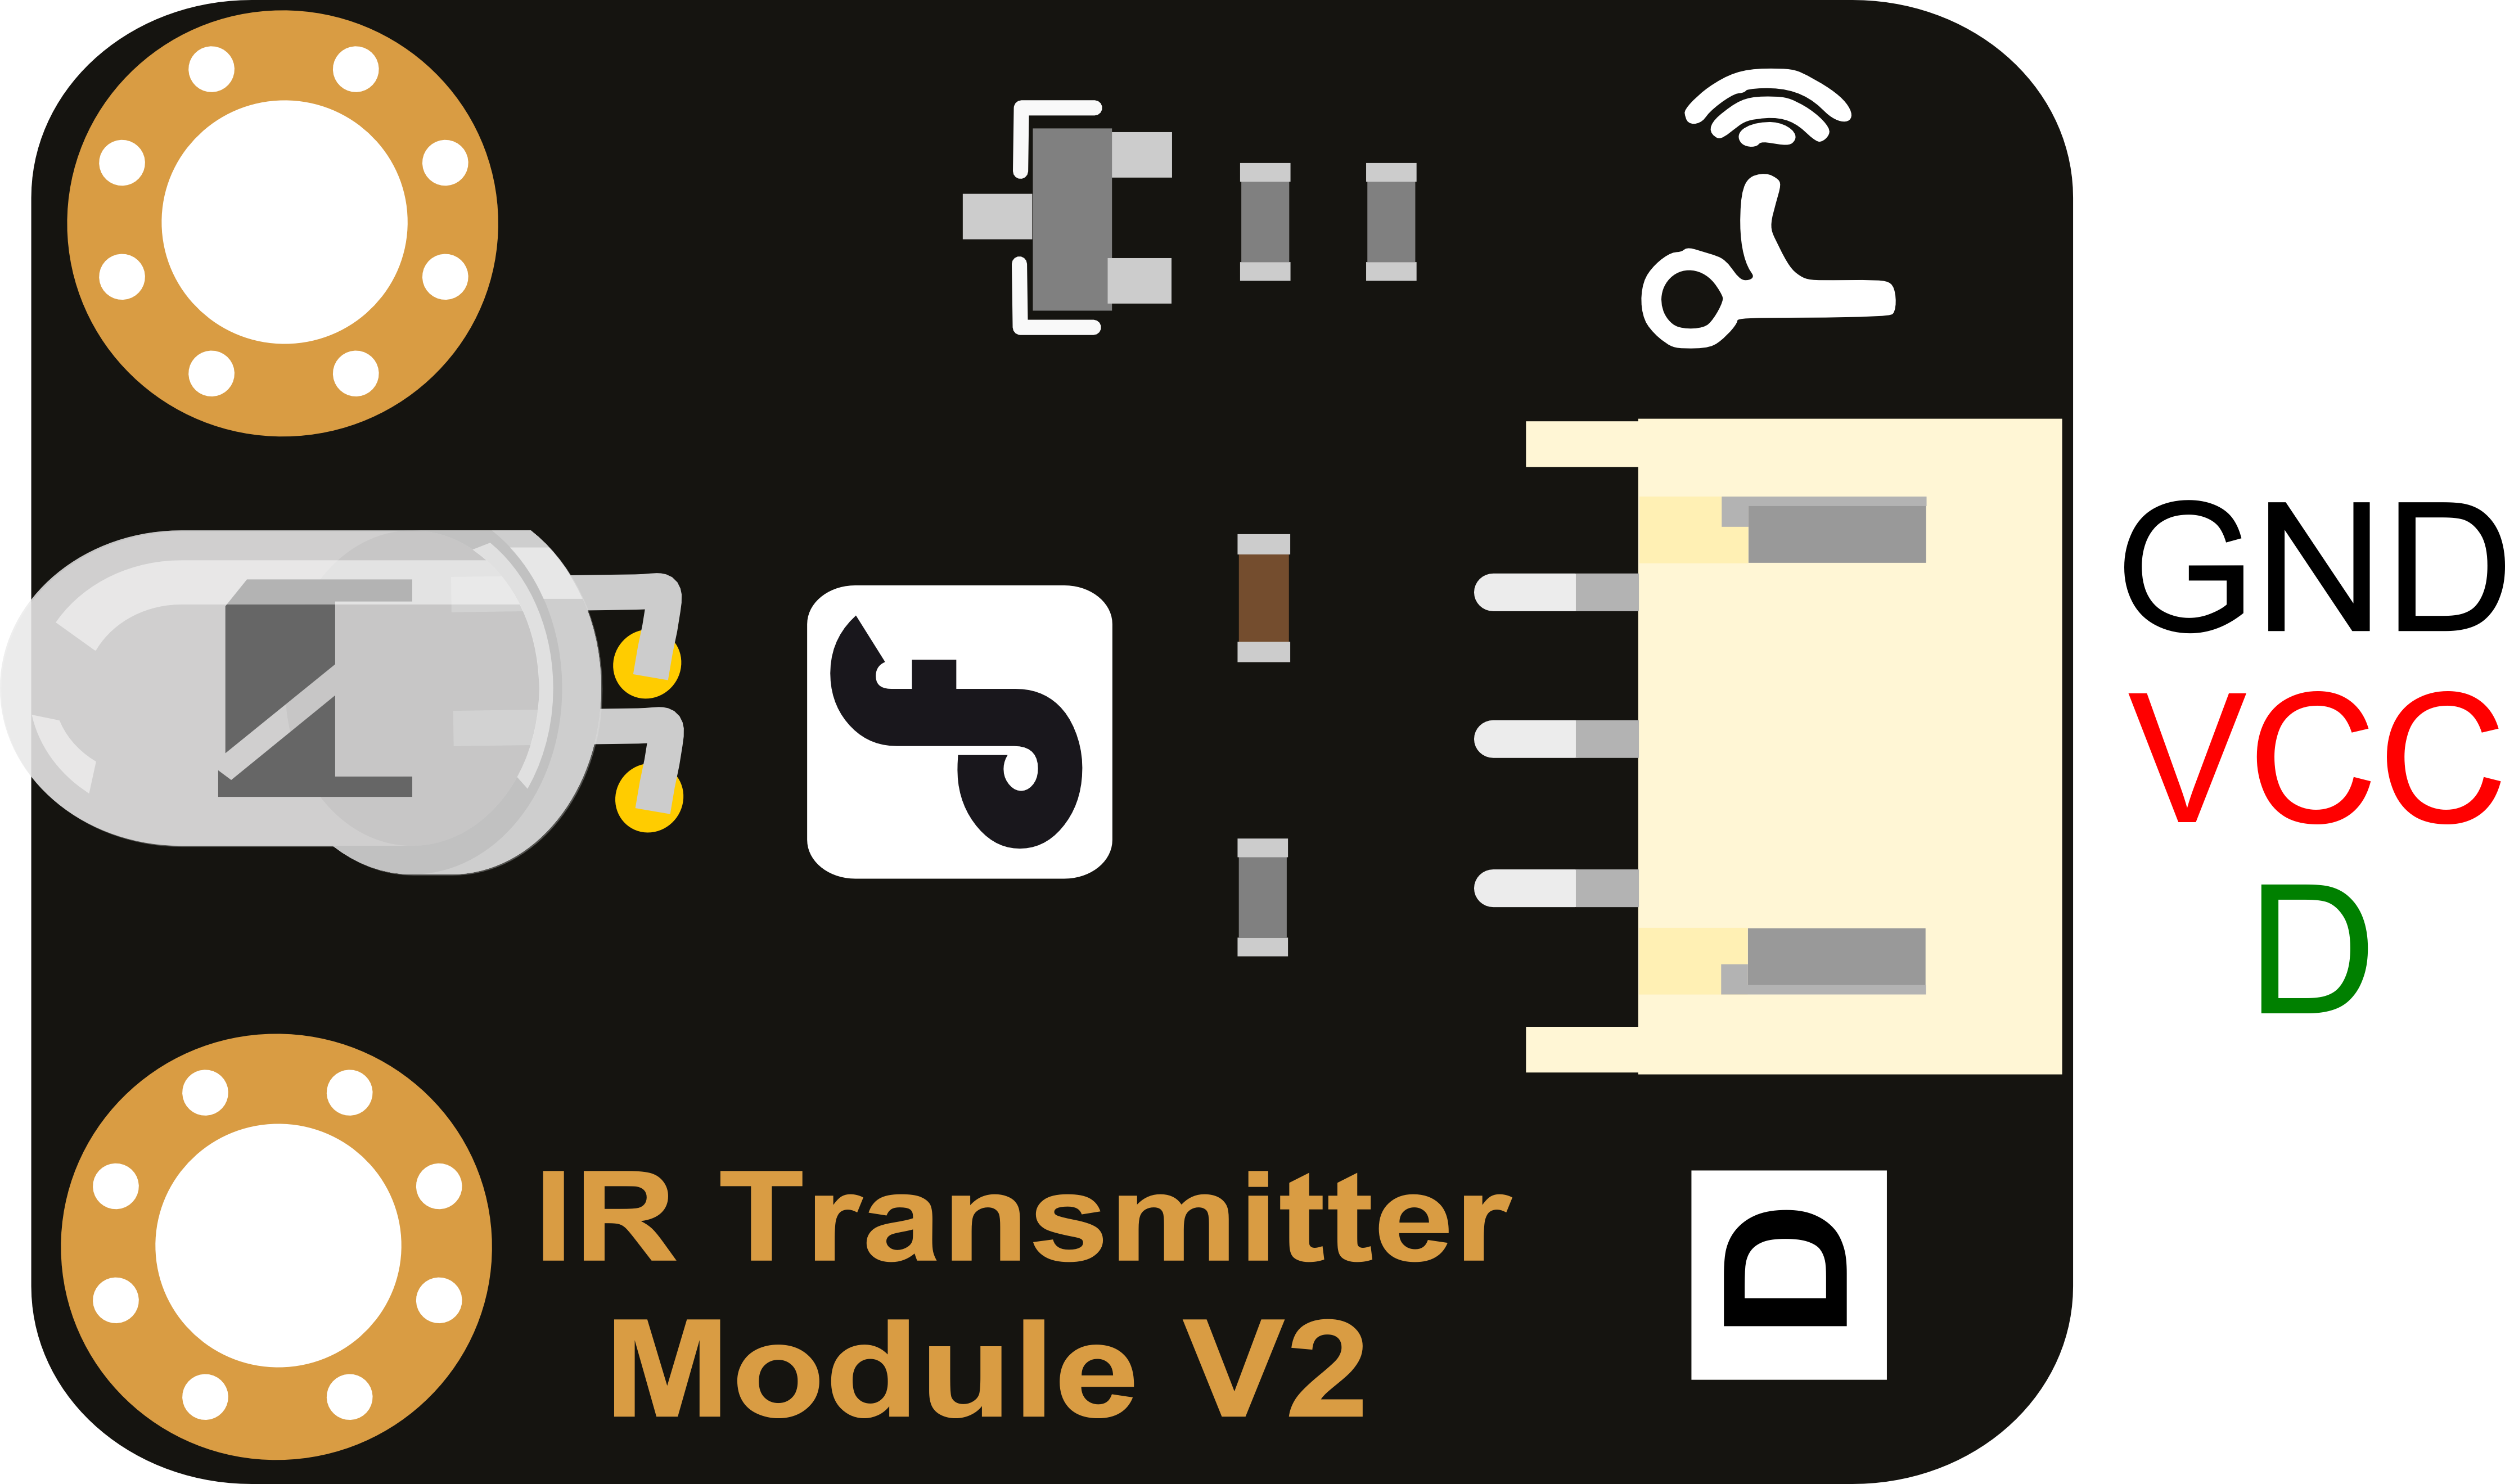 GND
VCC
D
IR Transmitter
Module V2
D